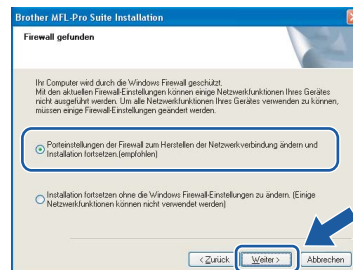 Brother MFL-Pro Suite Installation
Firewall gefunden
Ihr Computer wird durch die Windows Firewall geschützt.
Mit den aktuellen Firewall-Einstellungen können einige Netzwerkfunktionen Ihres Gerätes
nicht ausgeführt werden. Um alle Netzwerkfunktionen Ihres Gerätes verwenden zu können,
müssen einige Firewall-Einstellungen geändert werden.
Porteinstellungen der Firewall zum Herstellen der Netzwerkverbindung ändern und
Installation fortsetzen.(empfohlen)
Installation fortsetzen ohne die Windows Firewall-Einstellungen zu ändern. (Einige
Netzwerkfunktionen können nicht verwendet werden)
< Zurück Weiter > Abbrechen